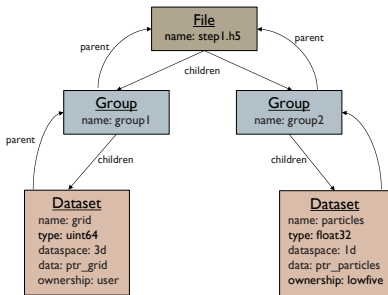 File
name: step1.h5
parent
parent
children
Group
name: group1
Group
name: group2
parent
children
children
Dataset
name: grid
type: uint64
dataspace: 3d
data: ptr_grid
ownership: user
Dataset
name: particles
type: float32
dataspace: 1d
data: ptr_particles
ownership: lowfive